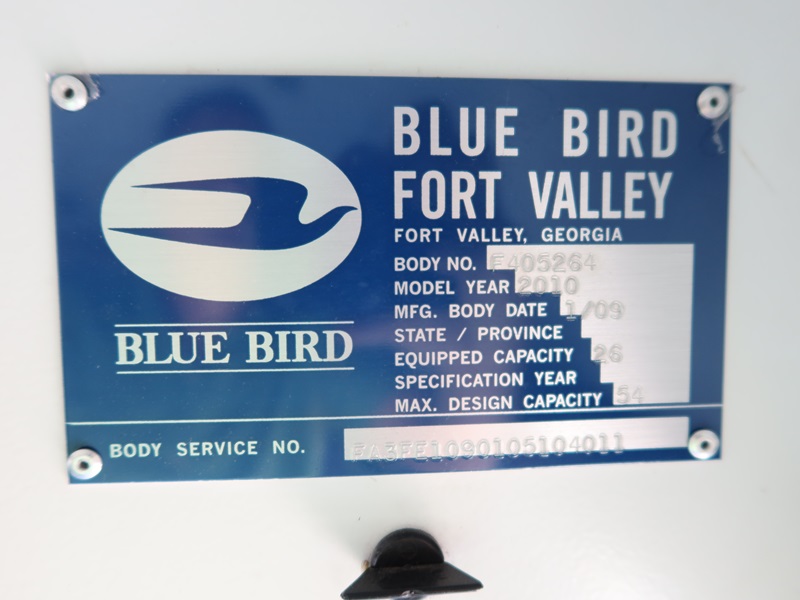 BLUE BIRD
FORT VALLEY
FORT VALLEY, GEORGIA
BODY NO. F405264
MODEL YEAR 2010
MFG. BODY DATE 1/09
STATE / PROVINCE
EQUIPPED CAPACITY 26
SPECIFICATION YEAR
MAX. DESIGN CAPACITY 54
BLUE BIRD
BODY SERVICE NO.